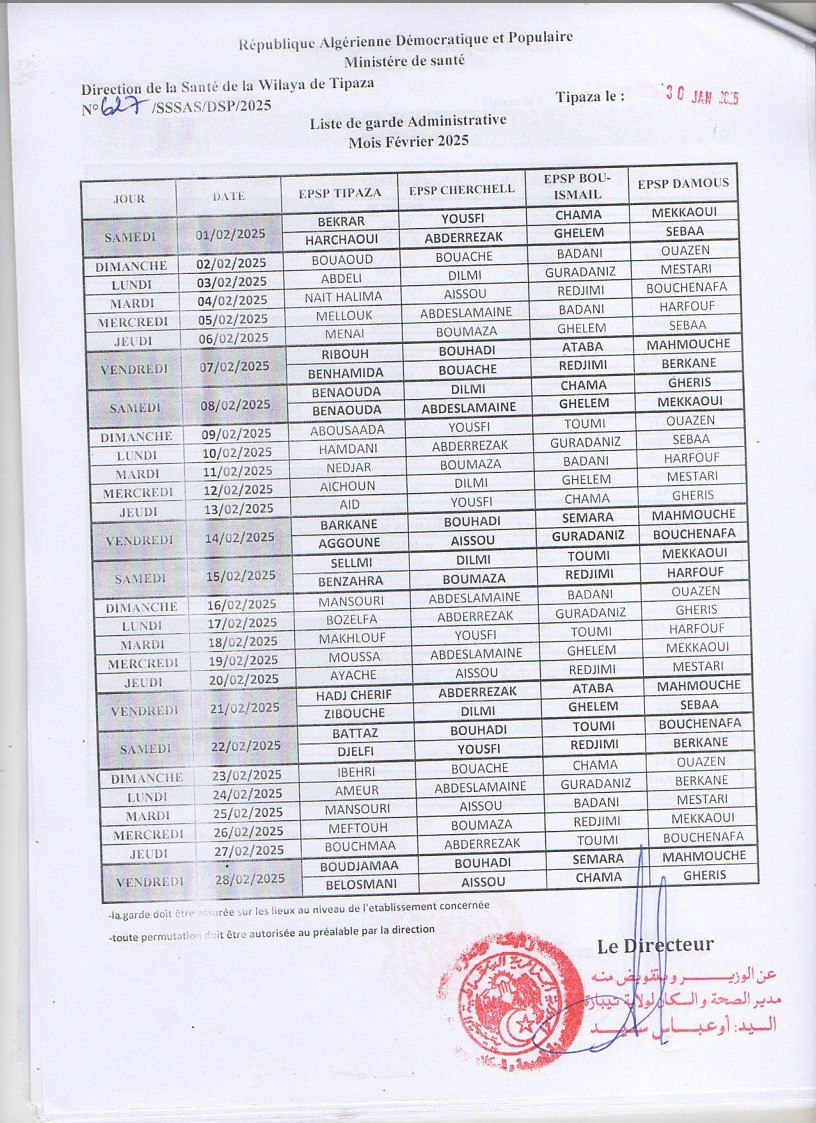 République Algérienne Démocratique et Populaire
Ministére de santé
Direction de la Santé de la Wilaya de Tipaza
N° 627 /SSSAS/DSP/2025
Tipaza le : 30 JAN 2025
Liste de garde Administrative
Mois Février 2025
JOUR DATE EPSP TIPAZA EPSP CHERCHELL EPSP BOU-ISMAIL EPSP DAMOUS
SAMEDI 01/02/2025 BEKRAR YOUSFI CHAMA MEKKAOUI
HARCHAOUI ABDERREZAK GHELEM SEBAA
DIMANCHE 02/02/2025 BOUAOUD BOUACHE BADANI OUAZEN
LUNDI 03/02/2025 ABDELI DILMI GURADANIZ MESTARI
MARDI 04/02/2025 NAIT HALIMA AISSOU REDJIMI BOUCHENAFA
MERCREDI 05/02/2025 MELLOUK ABDESLAMAINE BADANI HARFOUF
JEUDI 06/02/2025 MENAI BOUMAZA GHELEM SEBAA
VENDREDI 07/02/2025 RIBOUH BOUHADI ATABA MAHMOUCHE
BENHAMIDA BOUACHE REDJIMI BERKANE
SAMEDI 08/02/2025 BENAOUDA DILMI CHAMA GHERIS
BENAOUDA ABDESLAMAINE GHELEM MEKKAOUI
DIMANCHE 09/02/2025 ABOUSAADA YOUSFI TOUMI OUAZEN
LUNDI 10/02/2025 HAMDANI ABDERREZAK GURADANIZ SEBAA
MARDI 11/02/2025 NEDJAR BOUMAZA BADANI HARFOUF
MERCREDI 12/02/2025 AICHOUN DILMI GHELEM MESTARI
JEUDI 13/02/2025 AID YOUSFI CHAMA GHERIS
VENDREDI 14/02/2025 BARKANE BOUHADI SEMARA MAHMOUCHE
AGGOUNE AISSOU GURADANIZ BOUCHENAFA
SAMEDI 15/02/2025 SELLMI DILMI TOUMI MEKKAOUI
BENZAHRA BOUMAZA REDJIMI HARFOUF
DIMANCHE 16/02/2025 MANSOURI ABDESLAMAINE BADANI OUAZEN
LUNDI 17/02/2025 BOZELFA ABDERREZAK GURADANIZ GHERIS
MARDI 18/02/2025 MAKHLOUF YOUSFI TOUMI HARFOUF
MERCREDI 19/02/2025 MOUSSA ABDESLAMAINE GHELEM MEKKAOUI
JEUDI 20/02/2025 AYACHE AISSOU REDJIMI MESTARI
VENDREDI 21/02/2025 HADJ CHERIF ABDERREZAK ATABA MAHMOUCHE
ZIBOUCHE DILMI GHELEM SEBAA
SAMEDI 22/02/2025 BATTAZ BOUHADI TOUMI BOUCHENAFA
DJELFI YOUSFI REDJIMI BERKANE
DIMANCHE 23/02/2025 IBEHRI BOUACHE CHAMA OUAZEN
LUNDI 24/02/2025 AMEUR ABDESLAMAINE GURADANIZ BERKANE
MARDI 25/02/2025 MANSOURI AISSOU BADANI MESTARI
MERCREDI 26/02/2025 MEFTOUH BOUMAZA REDJIMI MEKKAOUI
JEUDI 27/02/2025 BOUCHMAA ABDERREZAK TOUMI BOUCHENAFA
VENDREDI 28/02/2025 BOUDJAMAA BOUHADI SEMARA MAHMOUCHE
BELOSMANI AISSOU CHAMA GHERIS
-la garde doit être assurée sur les lieux au niveau de l'etablissement concernée
-toute permutation doit être autorisée au préalable par la direction
Le Directeur
عن الوزير و بتفويض منه
مدير الصحة و السكان لولاية تيبازة
السيد: أوعباس سعيد